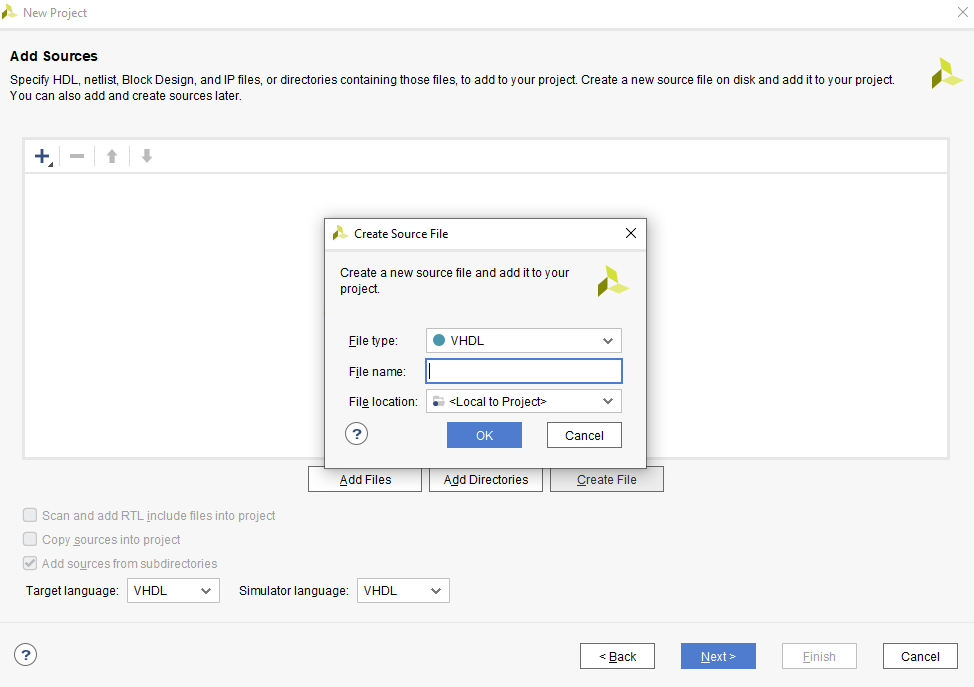 New Project
Add Sources
Specify HDL, netlist, Block Design, and IP files, or directories containing those files, to add to your project. Create a new source file on disk and add it to your project.
You can also add and create sources later.
Create Source File
Create a new source file and add it to your
project.
File type: VHDL
File name:
File location: <Local to Project>
? OK Cancel
Add Files Add Directories Create File
Scan and add RTL include files into project
Copy sources into project
Add sources from subdirectories
Target language: VHDL Simulator language: VHDL
? < Back Next > Finish Cancel